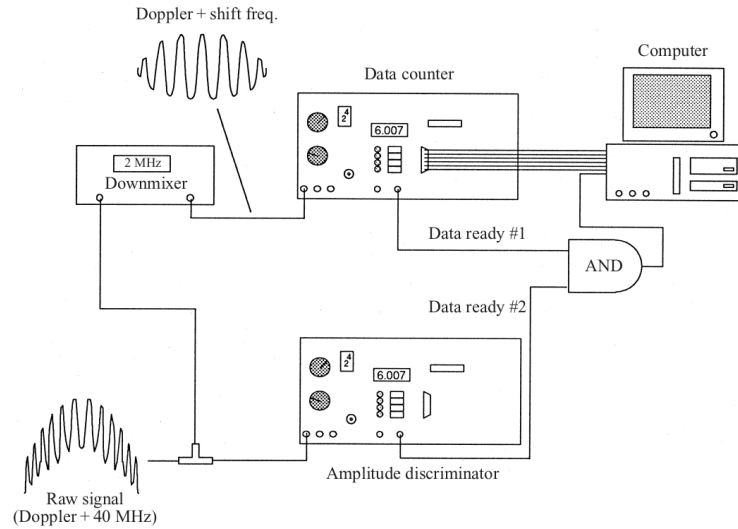 Doppler + shift freq.
Computer
Data counter
4
2
6.007
2 MHz
Downmixer
Data ready #1
AND
Data ready #2
4
2
6.007
Amplitude discriminator
Raw signal
(Doppler + 40 MHz)